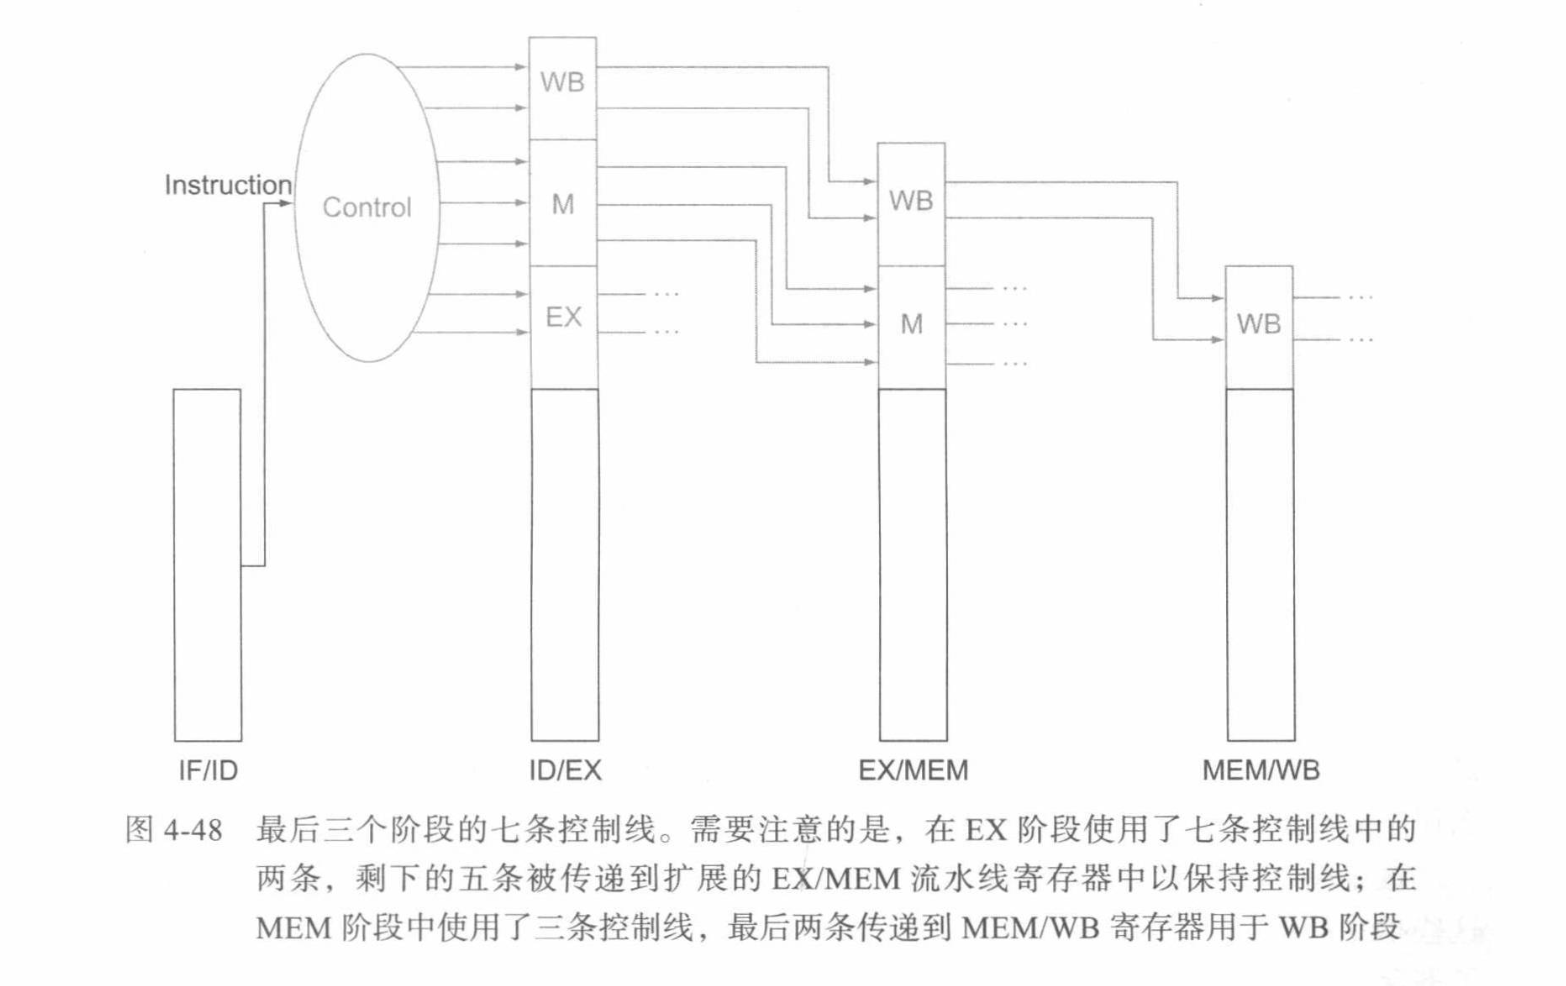 WB
Instruction
Control
M
EX
...
...
WB
M
...
...
...
WB
...
...
IF/ID
ID/EX
EX/MEM
MEM/WB
图 4-48 最后三个阶段的七条控制线。需要注意的是，在 EX 阶段使用了七条控制线中的
两条，剩下的五条被传递到扩展的 EX/MEM 流水线寄存器中以保持控制线；在
MEM 阶段中使用了三条控制线，最后两条传递到 MEM/WB 寄存器用于 WB 阶段